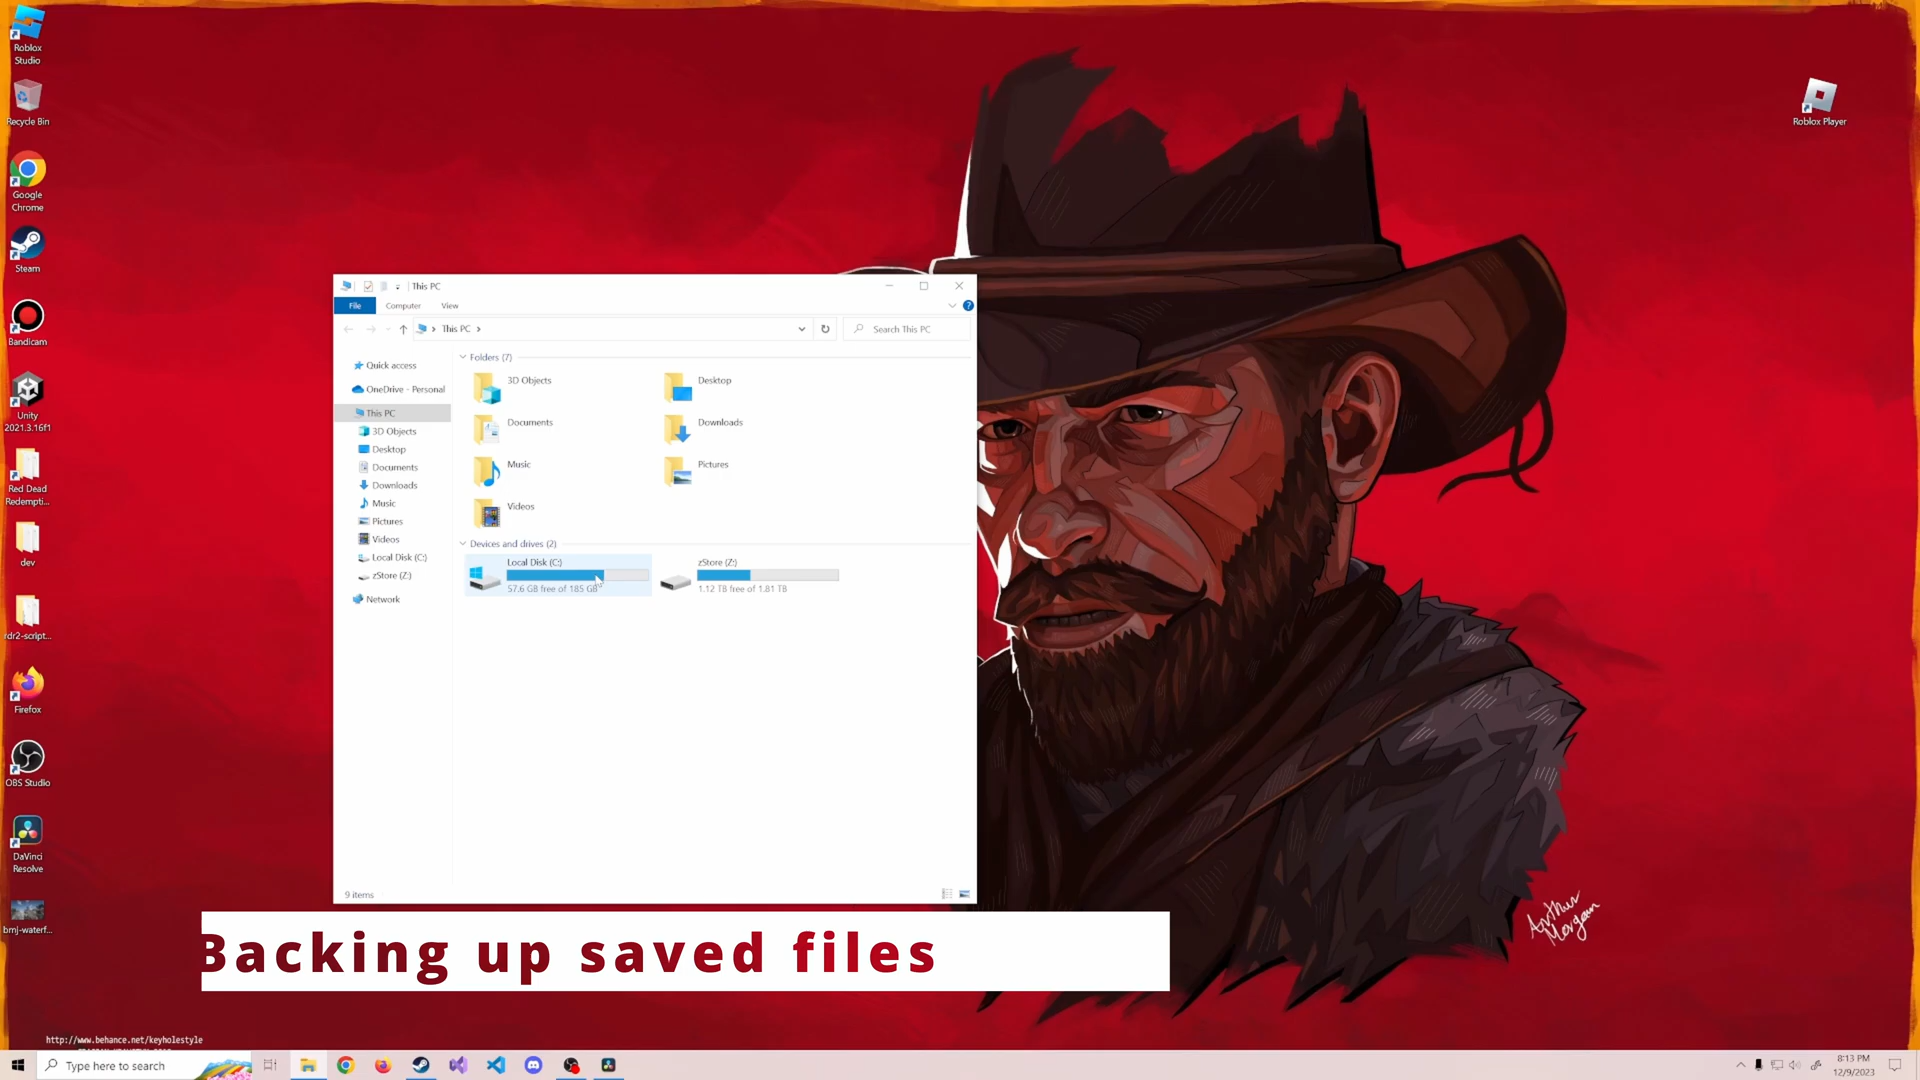 Roblox
Studio
Recycle Bin
Google
Chrome
Steam
Bandicam
Unity
2021.3.16f1
Red Dead
Redempti...
dev
rdr2-script...
Firefox
OBS Studio
DaVinci
Resolve
bmj-waterf...
Roblox Player
This PC
File
Computer
View
This PC
Search This PC
Quick access
OneDrive - Personal
This PC
3D Objects
Desktop
Documents
Downloads
Music
Pictures
Videos
Local Disk (C:)
zStore (Z:)
Network
Folders (7)
3D Objects
Desktop
Documents
Downloads
Music
Pictures
Videos
Devices and drives (2)
Local Disk (C:)
57.6 GB free of 185 GB
zStore (Z:)
1.12 TB free of 1.81 TB
9 items
Backing up saved files
Arthur
Morgan
http://www.behance.net/keyholestyle
Type here to search
8:13 PM
12/9/2023